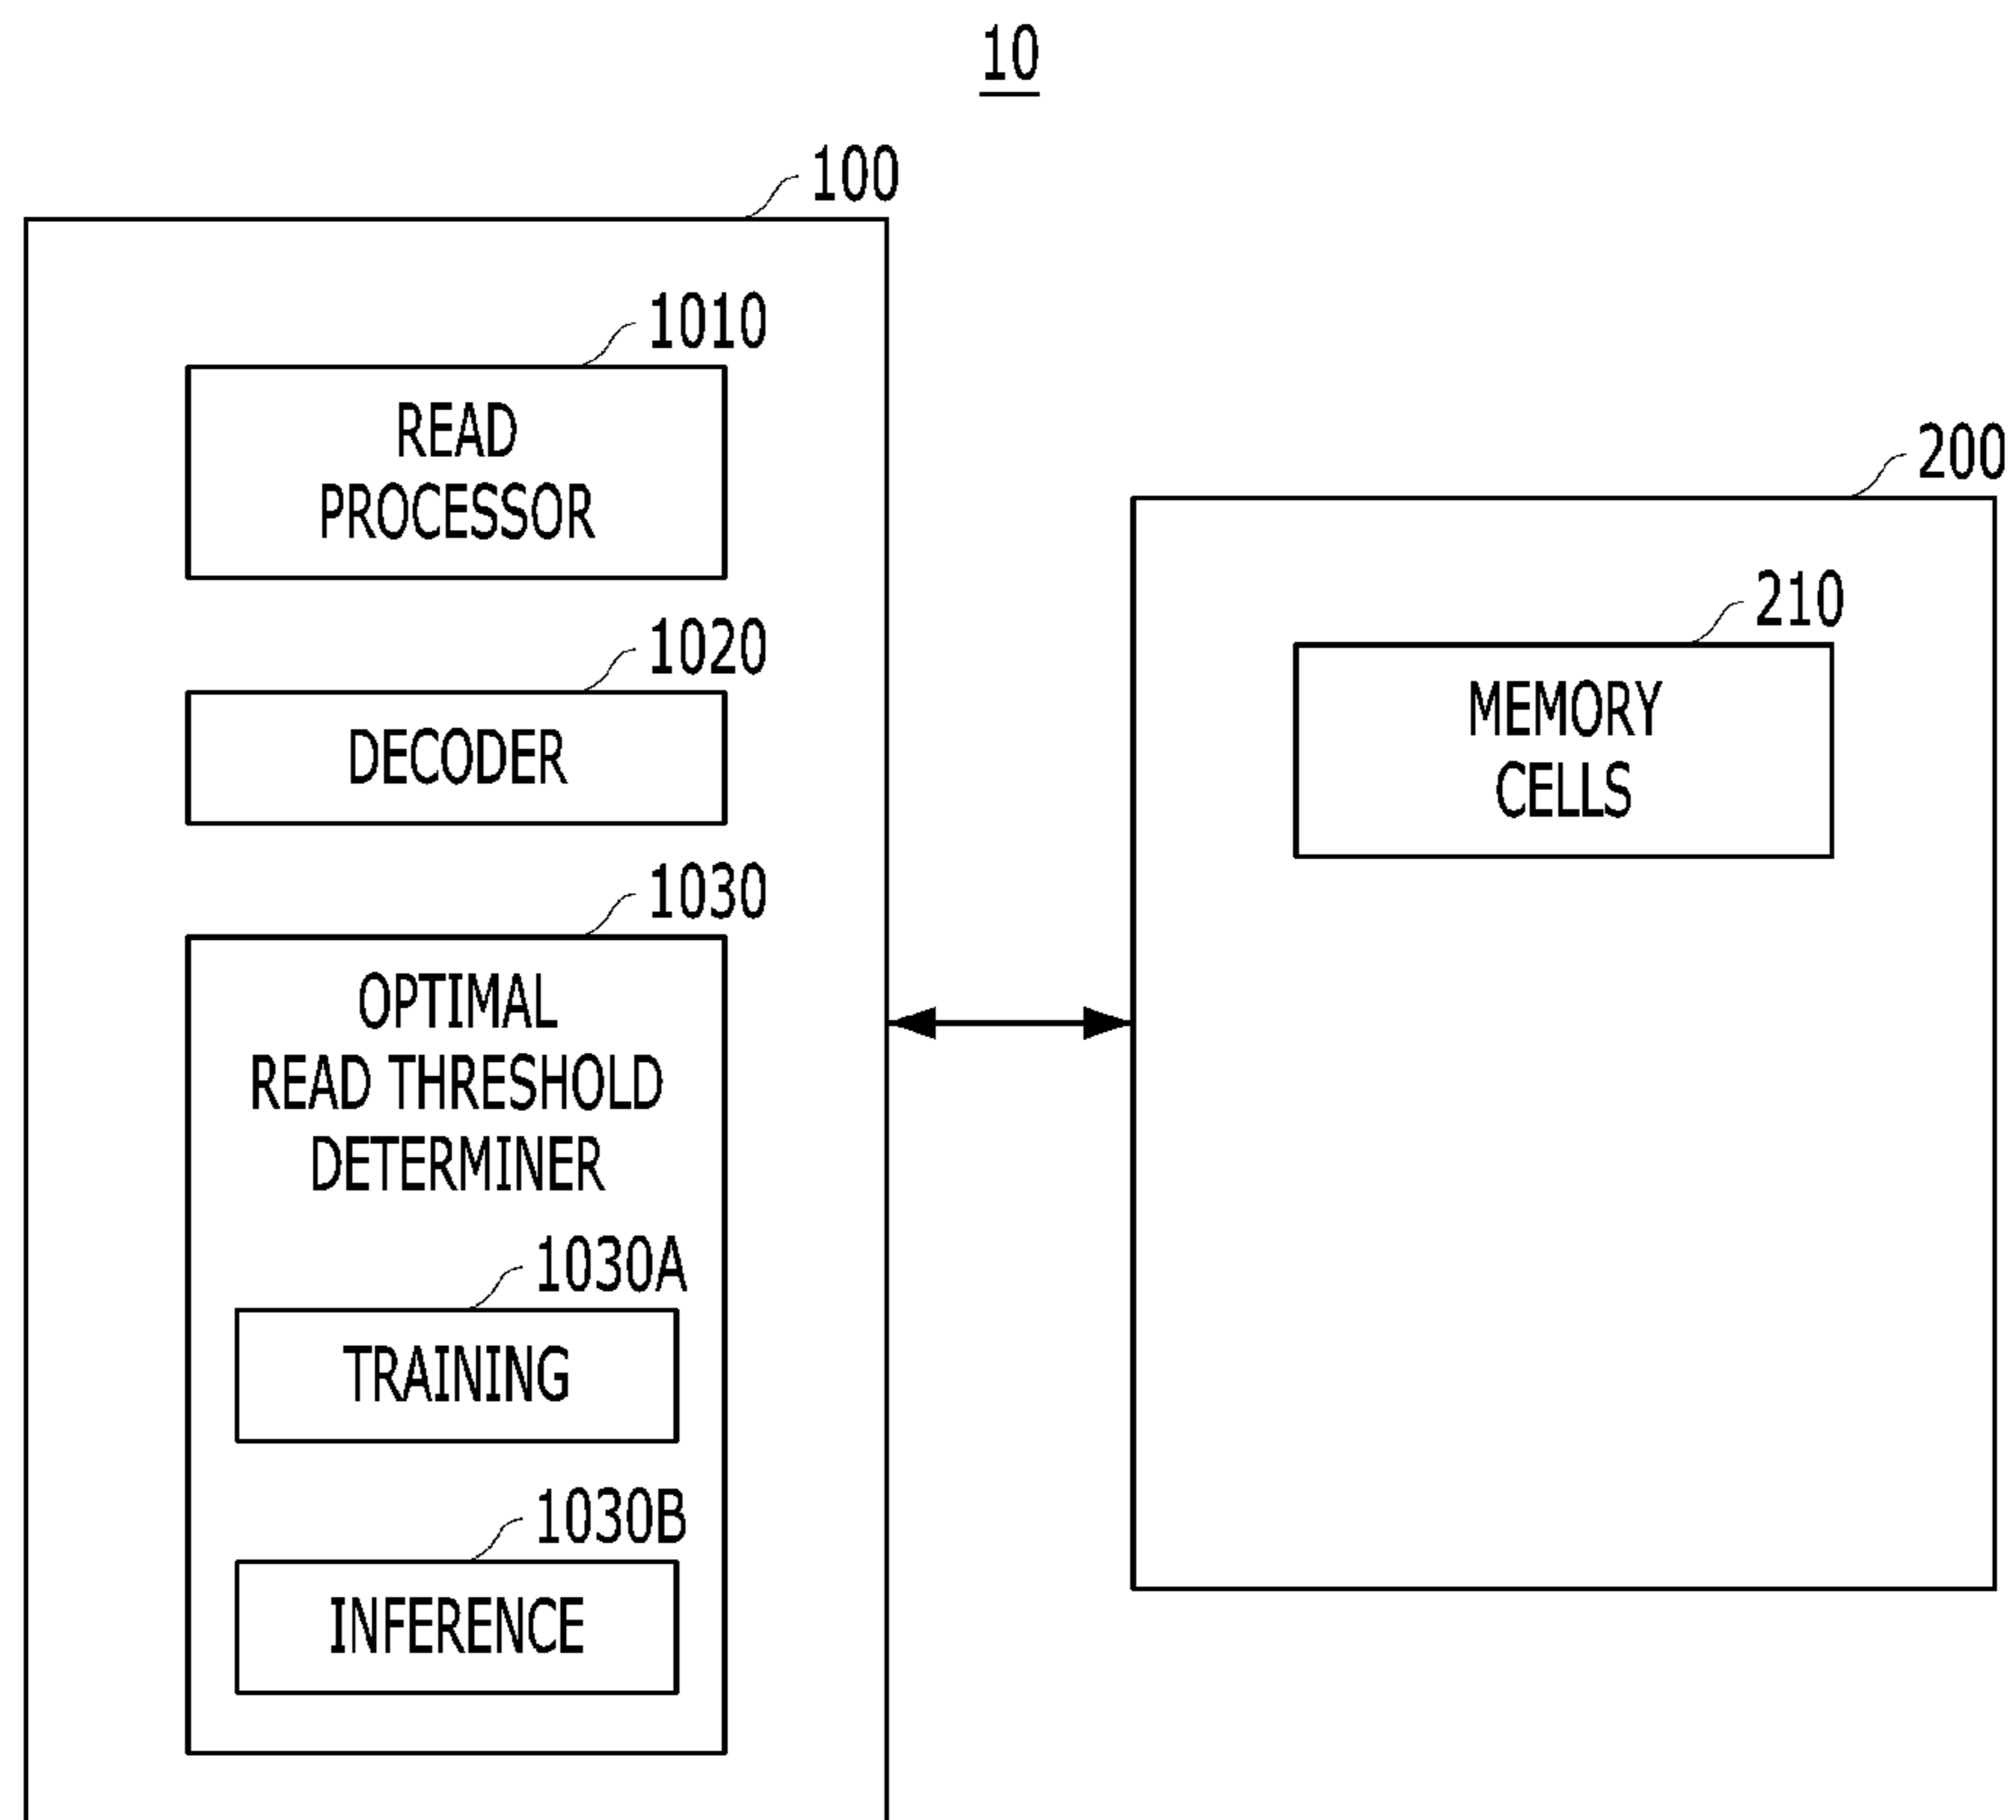 10
100
1010
READ
PROCESSOR
1020
DECODER
1030
OPTIMAL
READ THRESHOLD
DETERMINER
1030A
TRAINING
1030B
INFERENCE
200
210
MEMORY
CELLS